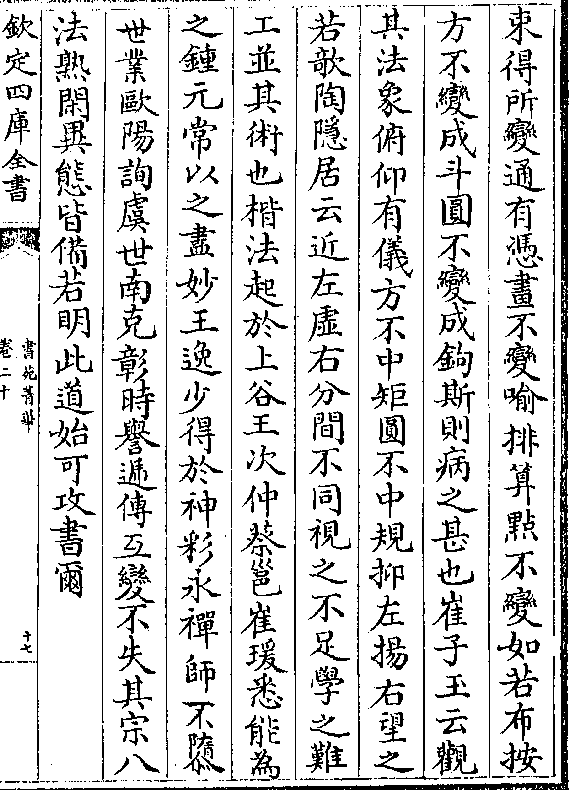 束得所變通有憑畫不變喻排算㸃不變如若布按
方不變成斗圓不變成鉤斯則病之甚也崔子玉云觀
其法象俯仰有儀方不中矩圓不中規抑左揚右望之
若欹陶隱居云近左虛右分間不同視之不足學之難
工並其術也楷法起於上谷王次仲蔡邕崔瑗悉能為
之鍾元常以之盡妙王逸少得於神彩永禪師不隳
世業歐陽詢虞世南克彰時譽遞傳互變不失其宗八
法熟閑異態皆備若明此道始可攻書爾
欽定四庫全書
書苑菁華
卷二十
十七